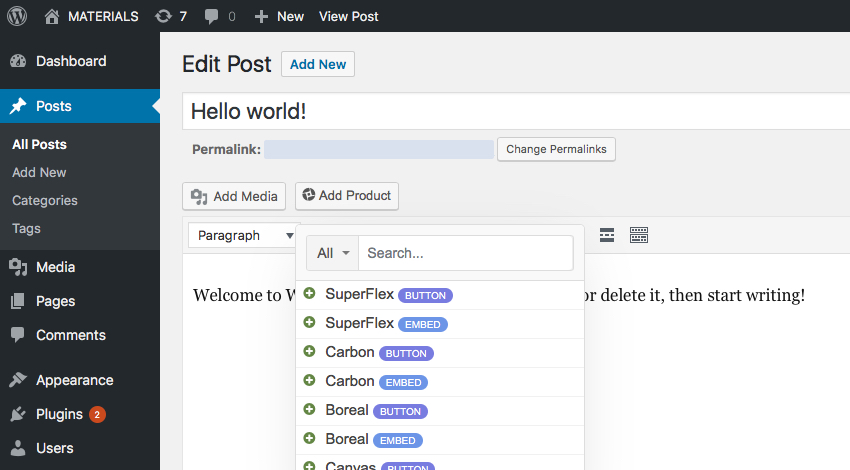 MATERIALS 7 0 New View Post
Dashboard
Posts
All Posts
Add New
Categories
Tags
Media
Pages
Comments
Appearance
Plugins 2
Users
Edit Post Add New
Hello world!
Permalink: Change Permalinks
Add Media Add Product
Paragraph
All Search...
Welcome to W or delete it, then start writing!
SuperFlex BUTTON
SuperFlex EMBED
Carbon BUTTON
Carbon EMBED
Boreal BUTTON
Boreal EMBED
Canvas BUTTON